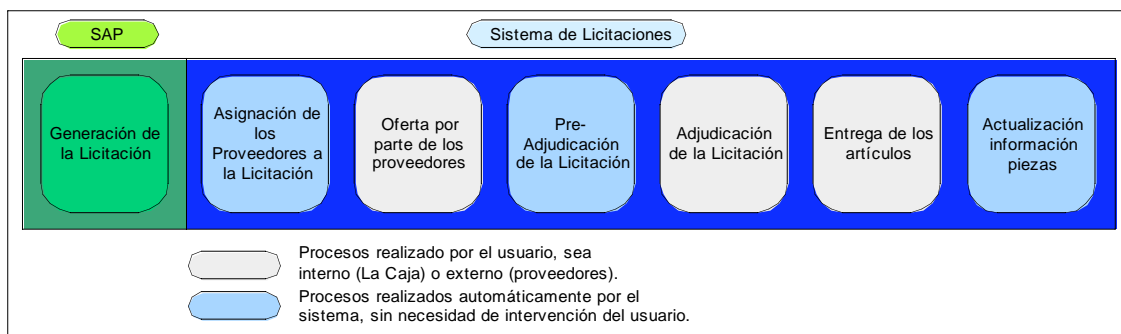 SAP
Sistema de Licitaciones
Generación de
la Licitación
Asignación de
los
Proveedores a
la Licitación
Oferta por
parte de los
proveedores
Pre-
Adjudicación
de la Licitación
Adjudicación
de la Licitación
Entrega de los
artículos
Actualización
información
piezas
Procesos realizado por el usuario, sea
interno (La Caja) o externo (proveedores).
Procesos realizados automáticamente por el
sistema, sin necesidad de intervención del usuario.